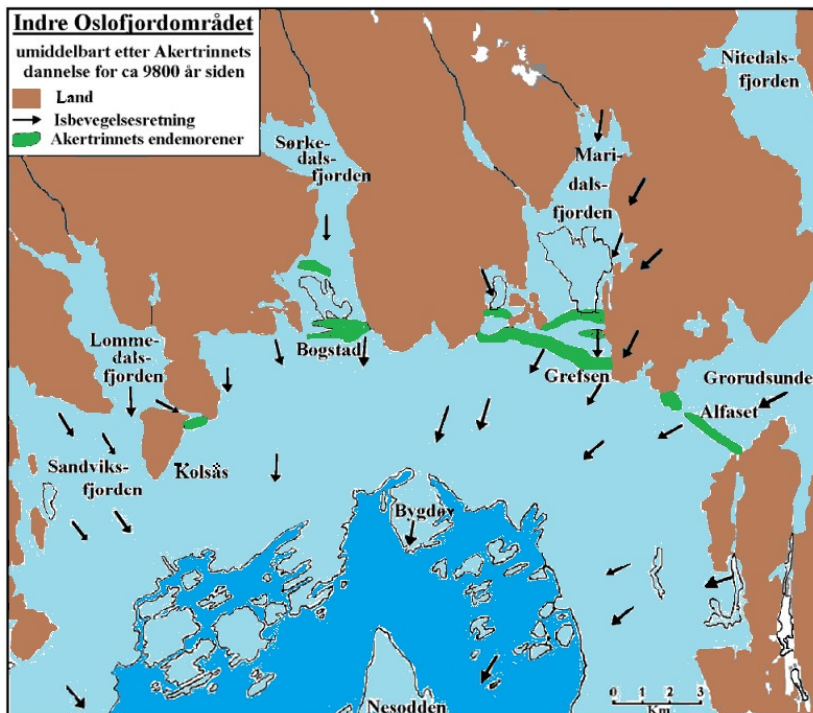 Indre Oslofjordområdet
umiddelbart etter Akertrinnets
dannelse for ca 9800 år siden
Land
Isbevegelsesretning
Akertrinnets endemorener
Nitedals-
fjorden
Sørke-
dals-
fjorden
Mari-
dals-
fjorden
Lomme-
dals-
fjorden
Bogstad
Grefsen
Grorudsunde
Alfaset
Sandviks-
fjorden
Kolsås
Bygdøy
Nesodden
0 1 2 3
Km